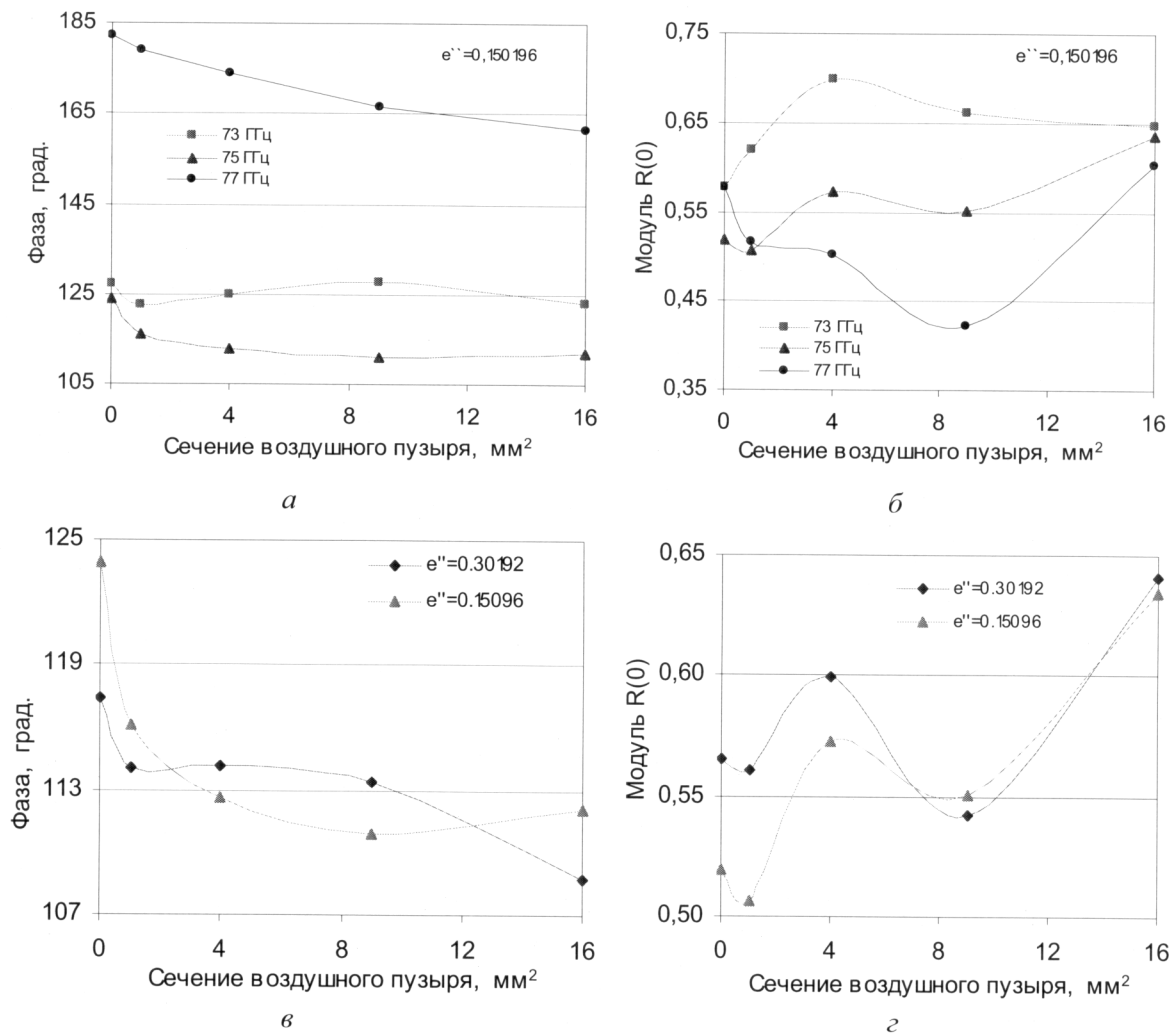 185
165
145
125
105
Фаза, град.
e``=0,150196
73 ГГц
75 ГГц
77 ГГц
0 4 8 12 16
Сечение воздушного пузыря, мм²
а
0,75
0,65
0,55
0,45
0,35
Модуль R(0)
e``=0,150196
73 ГГц
75 ГГц
77 ГГц
0 4 8 12 16
Сечение воздушного пузыря, мм²
б
125
119
113
107
Фаза, град.
e"=0.30192
e"=0.15096
0 4 8 12 16
Сечение воздушного пузыря, мм²
в
0,65
0,60
0,55
0,50
Модуль R(0)
e"=0.30192
e"=0.15096
0 4 8 12 16
Сечение воздушного пузыря, мм²
г